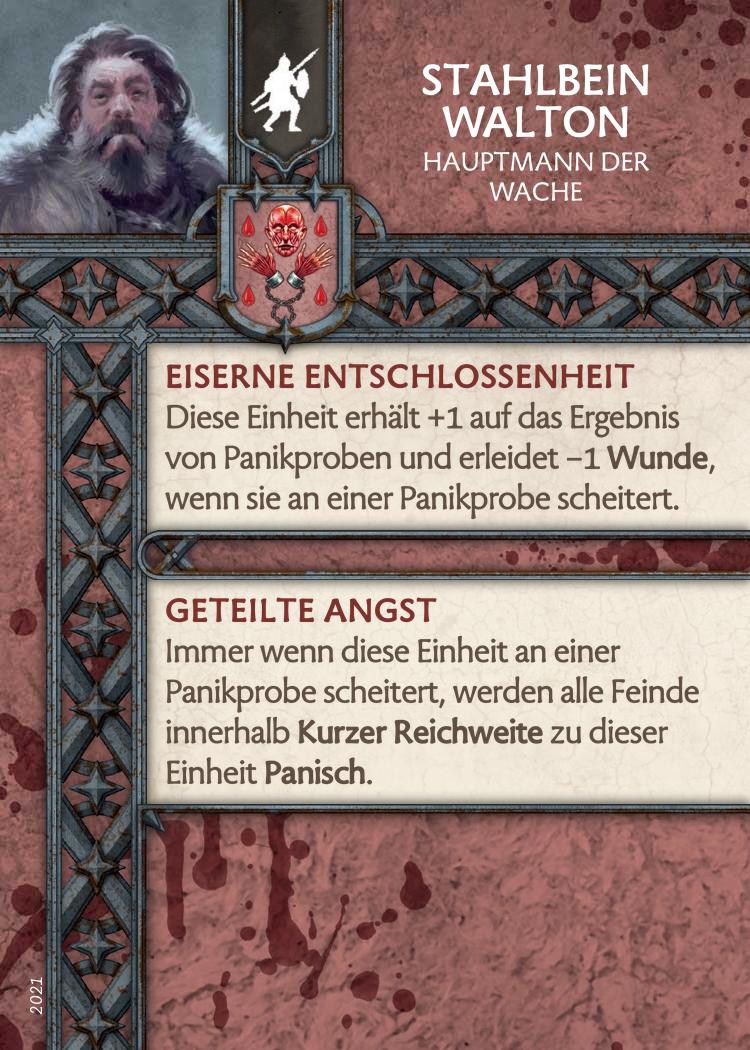 STAHLBEIN
WALTON
HAUPTMANN DER
WACHE
EISERNE ENTSCHLOSSENHEIT
Diese Einheit erhält +1 auf das Ergebnis
von Panikproben und erleidet –1 Wunde,
wenn sie an einer Panikprobe scheitert.
GETEILTE ANGST
Immer wenn diese Einheit an einer
Panikprobe scheitert, werden alle Feinde
innerhalb Kurzer Reichweite zu dieser
Einheit Panisch.
2021